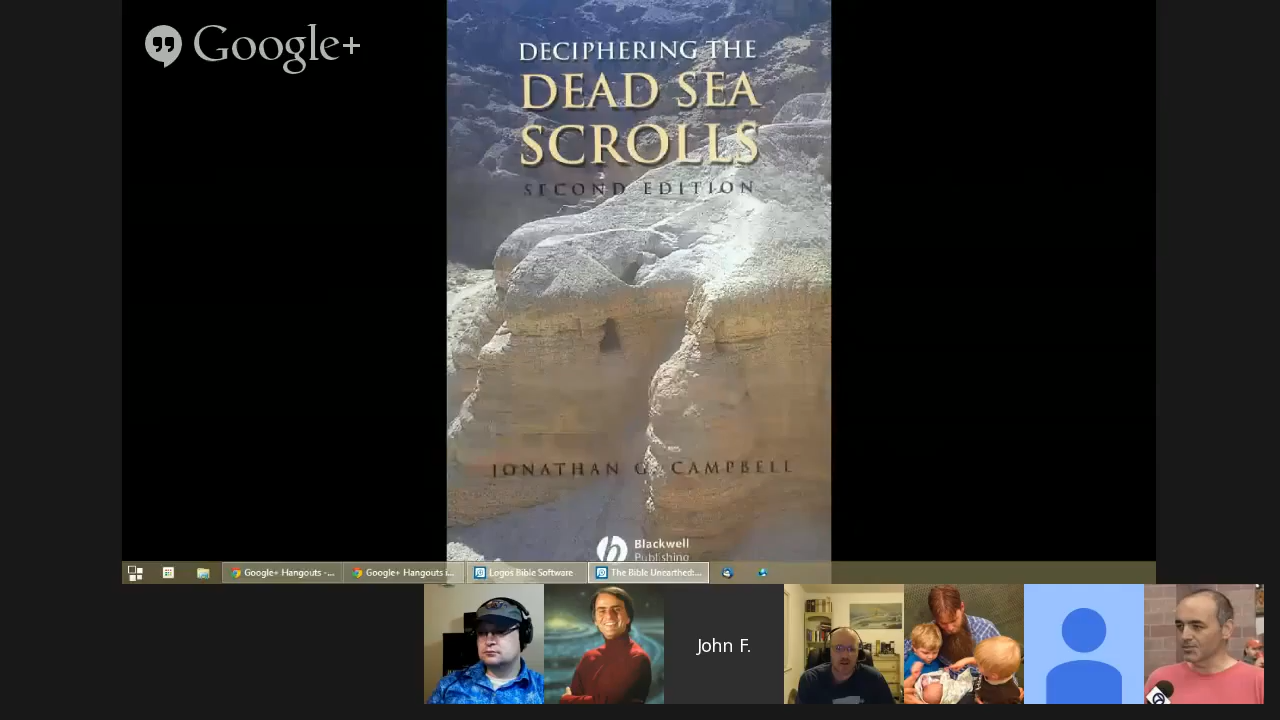 Google+
DECIPHERING THE
DEAD SEA
SCROLLS
SECOND EDITION
JONATHAN G. CAMPBELL
b Blackwell
Publishing
Google+ Hangouts -...
Google+ Hangouts i...
Logos Bible Software
The Bible Unearthed:...
John F.